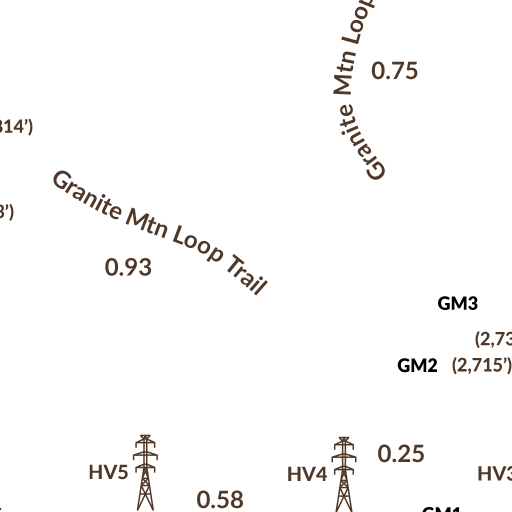 Granite Mtn Loop
0.75
814’)
Granite Mtn Loop Trail
0.93
GM3
GM2 (2,715’)
HV5
HV4
0.25
0.58